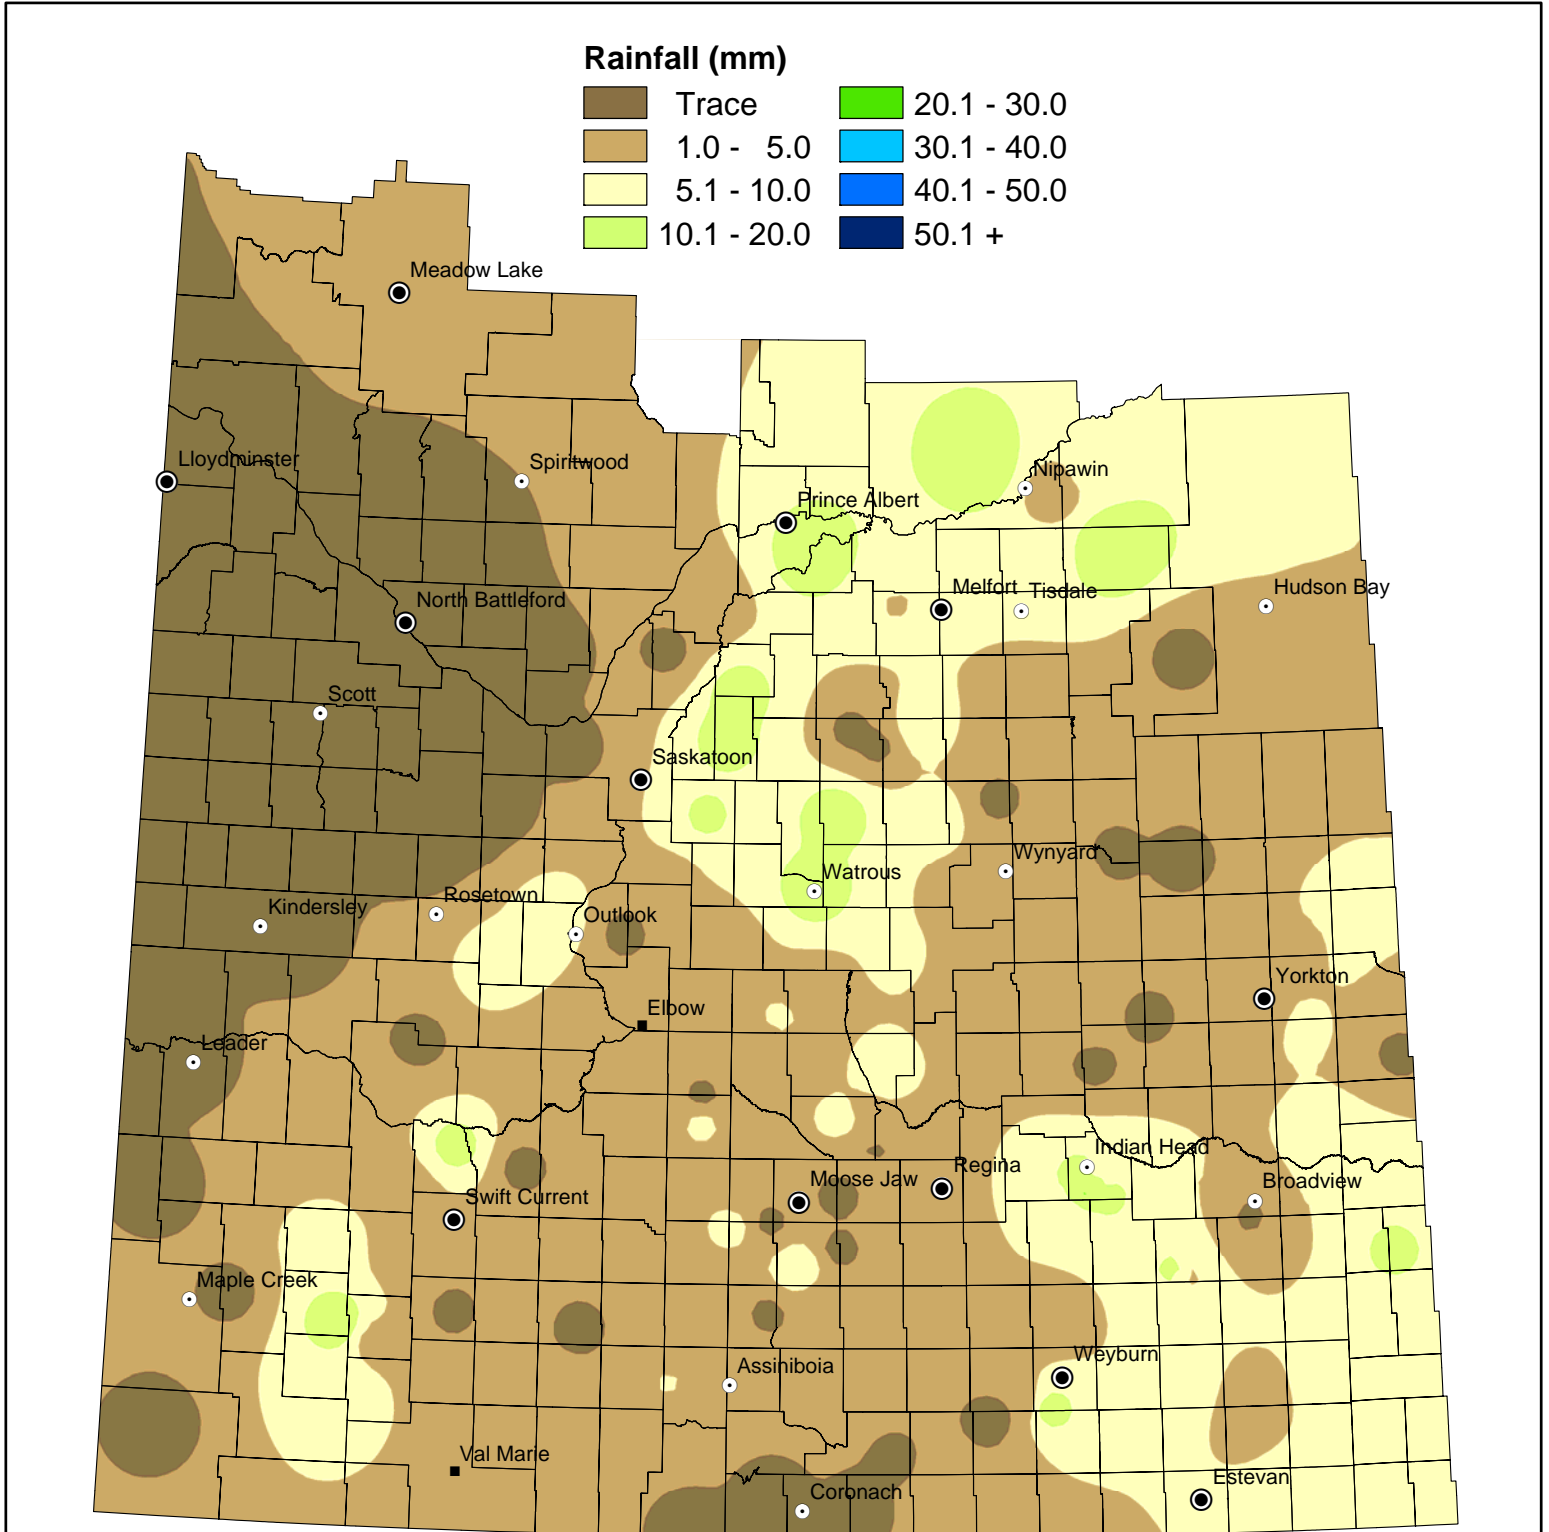 Rainfall (mm)
Trace
20.1 - 30.0
1.0 - 5.0
30.1 - 40.0
5.1 - 10.0
40.1 - 50.0
10.1 - 20.0
50.1 +
Meadow Lake
Lloydminster
Spiritwood
Nipawin
Prince Albert
Hudson Bay
Melfort
Tisdale
North Battleford
Scott
Saskatoon
Wynyard
Watrous
Rosetown
Kindersley
Outlook
Yorkton
Elbow
Leader
Indian Head
Regina
Moose Jaw
Broadview
Swift Current
Maple Creek
Weyburn
Assiniboia
Val Marie
Estevan
Coronach